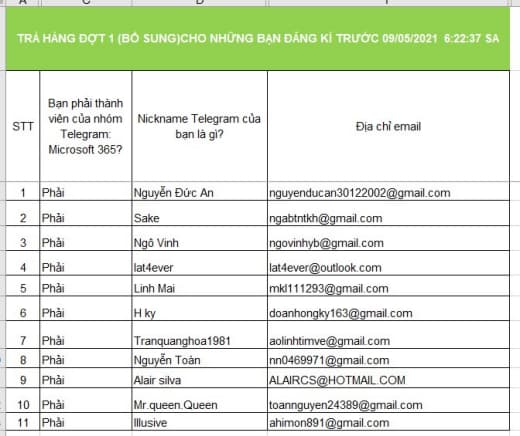 A C D F
TRẢ HÀNG ĐỢT 1 (BỔ SUNG)CHO NHỮNG BẠN ĐĂNG KÍ TRƯỚC 09/05/2021 6:22:37 SA
STT Bạn phải thành viên của nhóm Telegram: Microsoft 365? Nickname Telegram của bạn là gì? Địa chỉ email
1 Phải Nguyễn Đức An nguyenducan30122002@gmail.com
2 Phải Sake ngabtntkh@gmail.com
3 Phải Ngô Vinh ngovinhyb@gmail.com
4 Phải lat4ever lat4ever@outlook.com
5 Phải Linh Mai mkl111293@gmail.com
6 Phải H ky doanhongky163@gmail.com
7 Phải Tranquanghoa1981 aolinhtimve@gmail.com
8 Phải Nguyễn Toàn nn0469971@gmail.com
9 Phải Alair silva ALAIRCS@HOTMAIL.COM
10 Phải Mr.queen.Queen toannguyen24389@gmail.com
11 Phải Illusive ahimon891@gmail.com